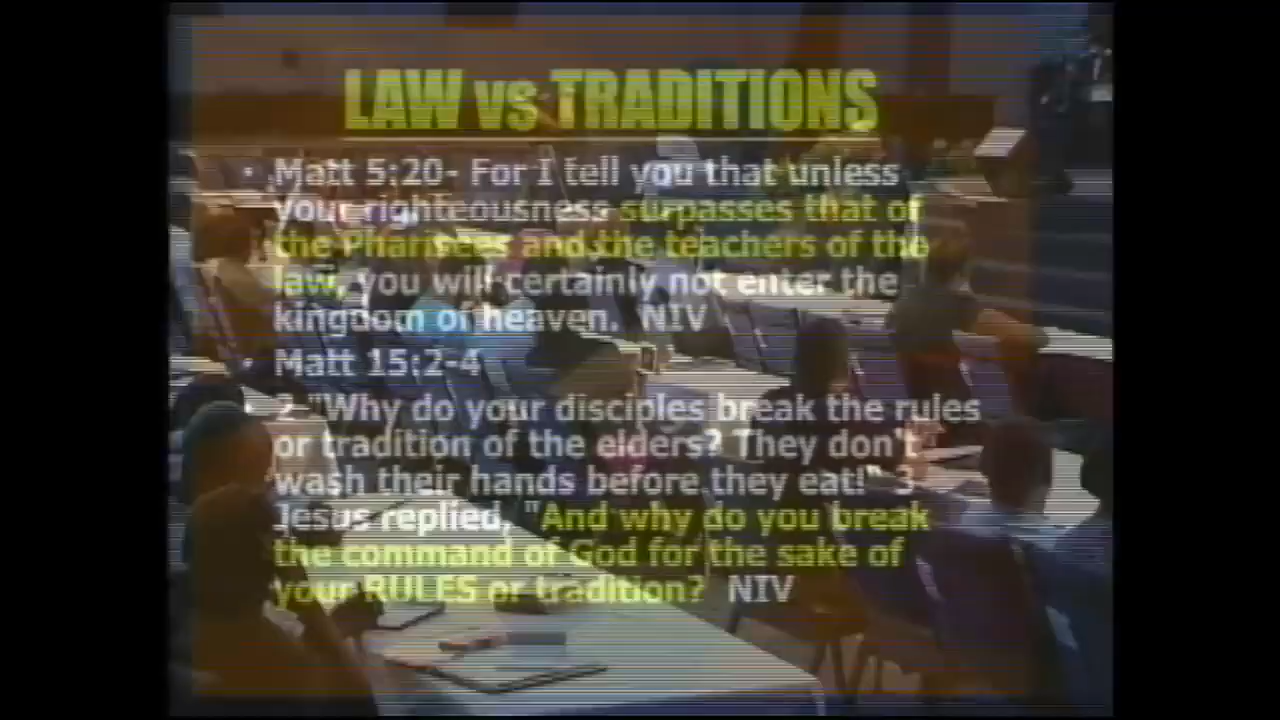 LAW vs TRADITIONS
• Matt 5:20- For I tell you that unless
your righteousness surpasses that of
the Pharisees and the teachers of the
law, you will certainly not enter the
kingdom of heaven. NIV
• Matt 15:2-4
• 2 "Why do your disciples break the rules
or tradition of the elders? They don't
wash their hands before they eat!" 3
Jesus replied, "And why do you break
the command of God for the sake of
your RULES or tradition? NIV